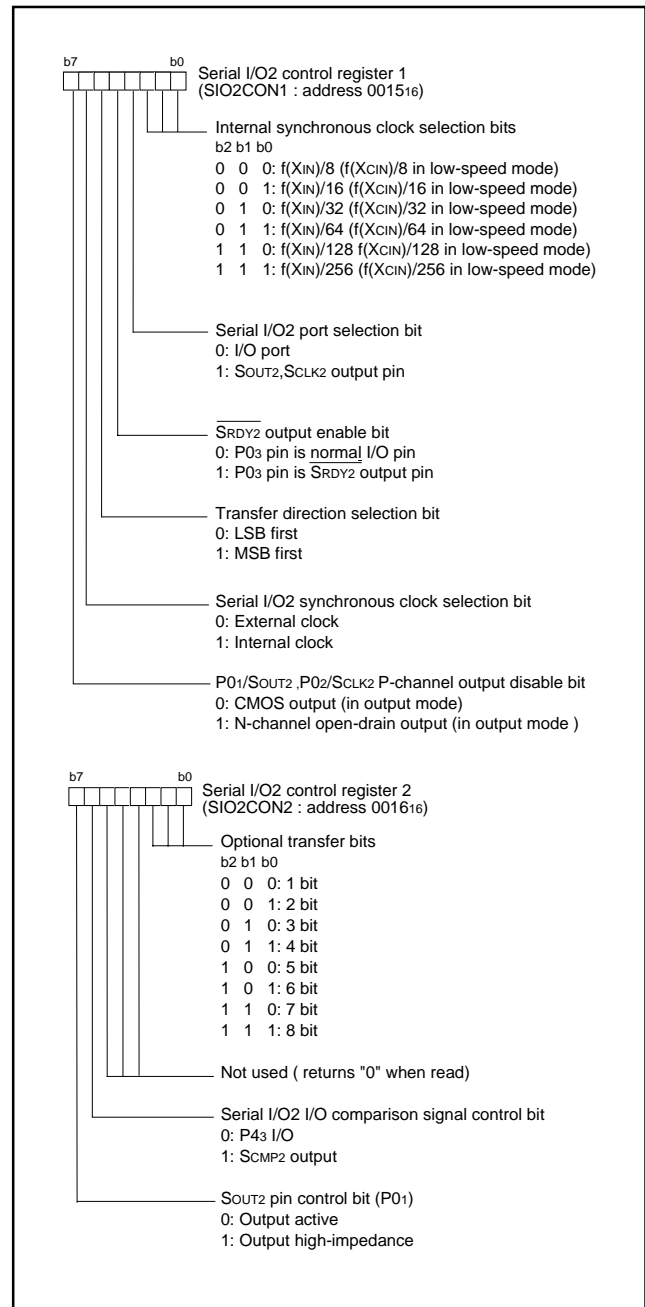 b7 b0
Serial I/O2 control register 1
(SIO2CON1 : address 001516)
Internal synchronous clock selection bits
b2 b1 b0
0 0 0: f(XIN)/8 (f(XCIN)/8 in low-speed mode)
0 0 1: f(XIN)/16 (f(XCIN)/16 in low-speed mode)
0 1 0: f(XIN)/32 (f(XCIN)/32 in low-speed mode)
0 1 1: f(XIN)/64 (f(XCIN)/64 in low-speed mode)
1 1 0: f(XIN)/128 f(XCIN)/128 in low-speed mode)
1 1 1: f(XIN)/256 (f(XCIN)/256 in low-speed mode)
Serial I/O2 port selection bit
0: I/O port
1: SOUT2,SCLK2 output pin
SRDY2 output enable bit
0: P03 pin is normal I/O pin
1: P03 pin is SRDY2 output pin
Transfer direction selection bit
0: LSB first
1: MSB first
Serial I/O2 synchronous clock selection bit
0: External clock
1: Internal clock
P01/SOUT2 ,P02/SCLK2 P-channel output disable bit
0: CMOS output (in output mode)
1: N-channel open-drain output (in output mode )
b7 b0
Serial I/O2 control register 2
(SIO2CON2 : address 001616)
Optional transfer bits
b2 b1 b0
0 0 0: 1 bit
0 0 1: 2 bit
0 1 0: 3 bit
0 1 1: 4 bit
1 0 0: 5 bit
1 0 1: 6 bit
1 1 0: 7 bit
1 1 1: 8 bit
Not used ( returns "0" when read)
Serial I/O2 I/O comparison signal control bit
0: P43 I/O
1: SCMP2 output
SOUT2 pin control bit (P01)
0: Output active
1: Output high-impedance